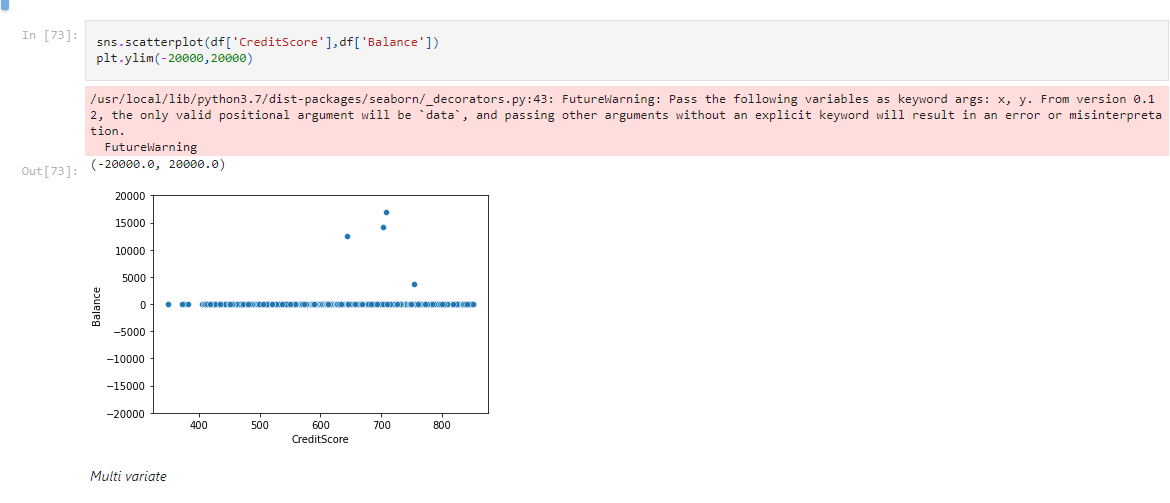 In [73]:
sns.scatterplot(df['CreditScore'],df['Balance'])
plt.ylim(-20000,20000)
/usr/local/lib/python3.7/dist-packages/seaborn/_decorators.py:43: FutureWarning: Pass the following variables as keyword args: x, y. From version 0.1
2, the only valid positional argument will be `data`, and passing other arguments without an explicit keyword will result in an error or misinterpreta
tion.
FutureWarning
Out[73]:
(-20000.0, 20000.0)
20000
15000
10000
5000
0
−5000
−10000
−15000
−20000
Balance
400 500 600 700 800
CreditScore
Multi variate